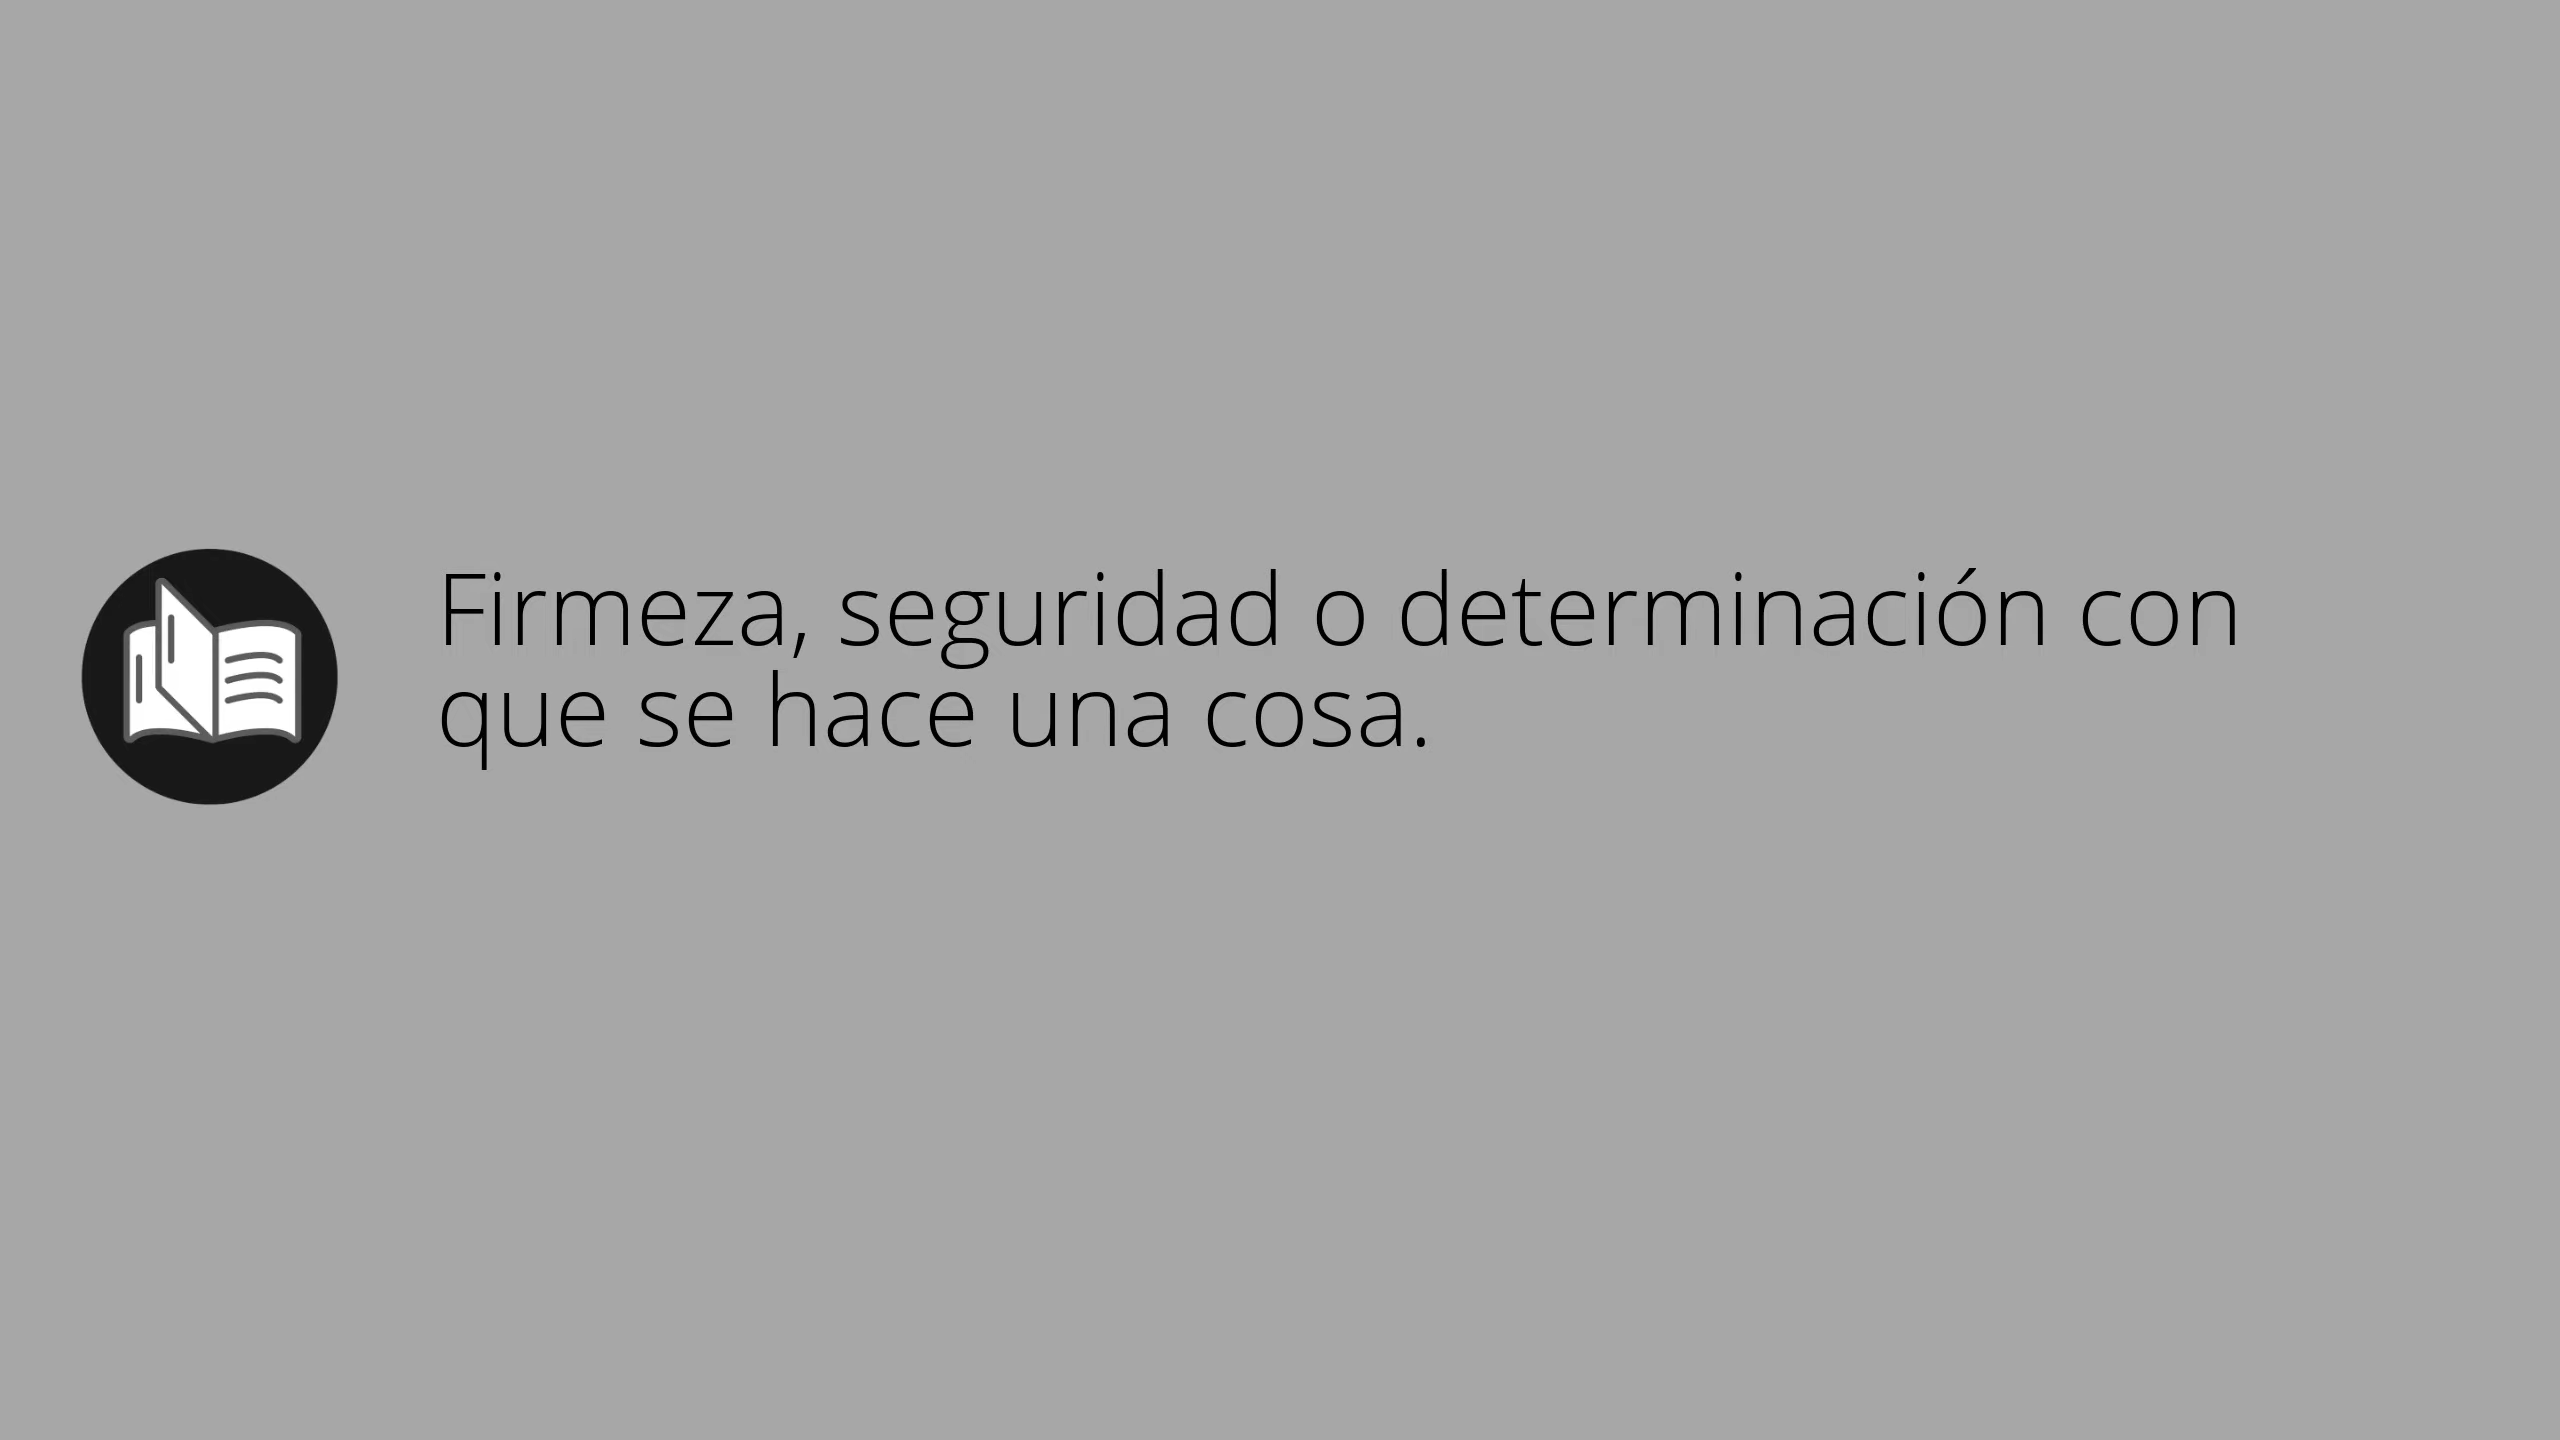 Firmeza, seguridad o determinación con
que se hace una cosa.